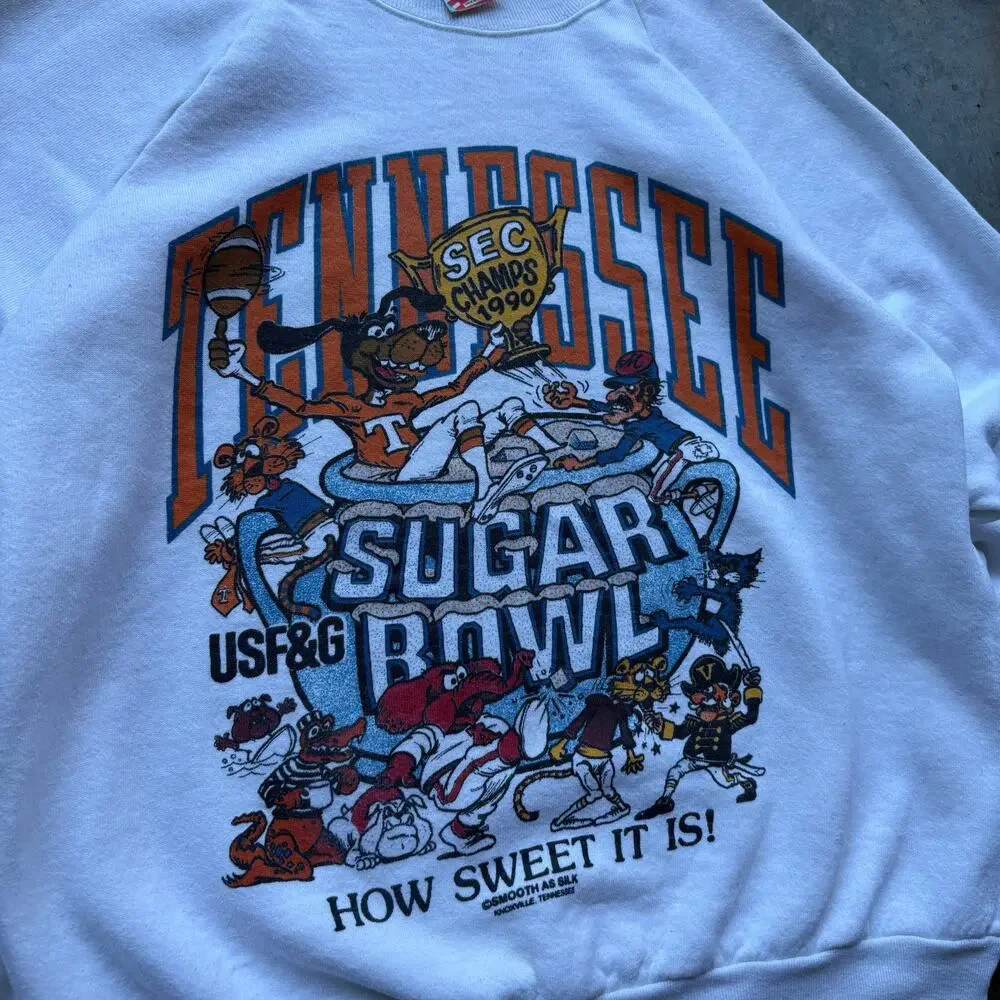 TENNESSEE
SEC
CHAMPS
1990
T
SUGAR
T
USF&G
BOWL
V
HOW SWEET IT IS!
©SMOOTH AS SILK
KNOXVILLE, TENNESSEE